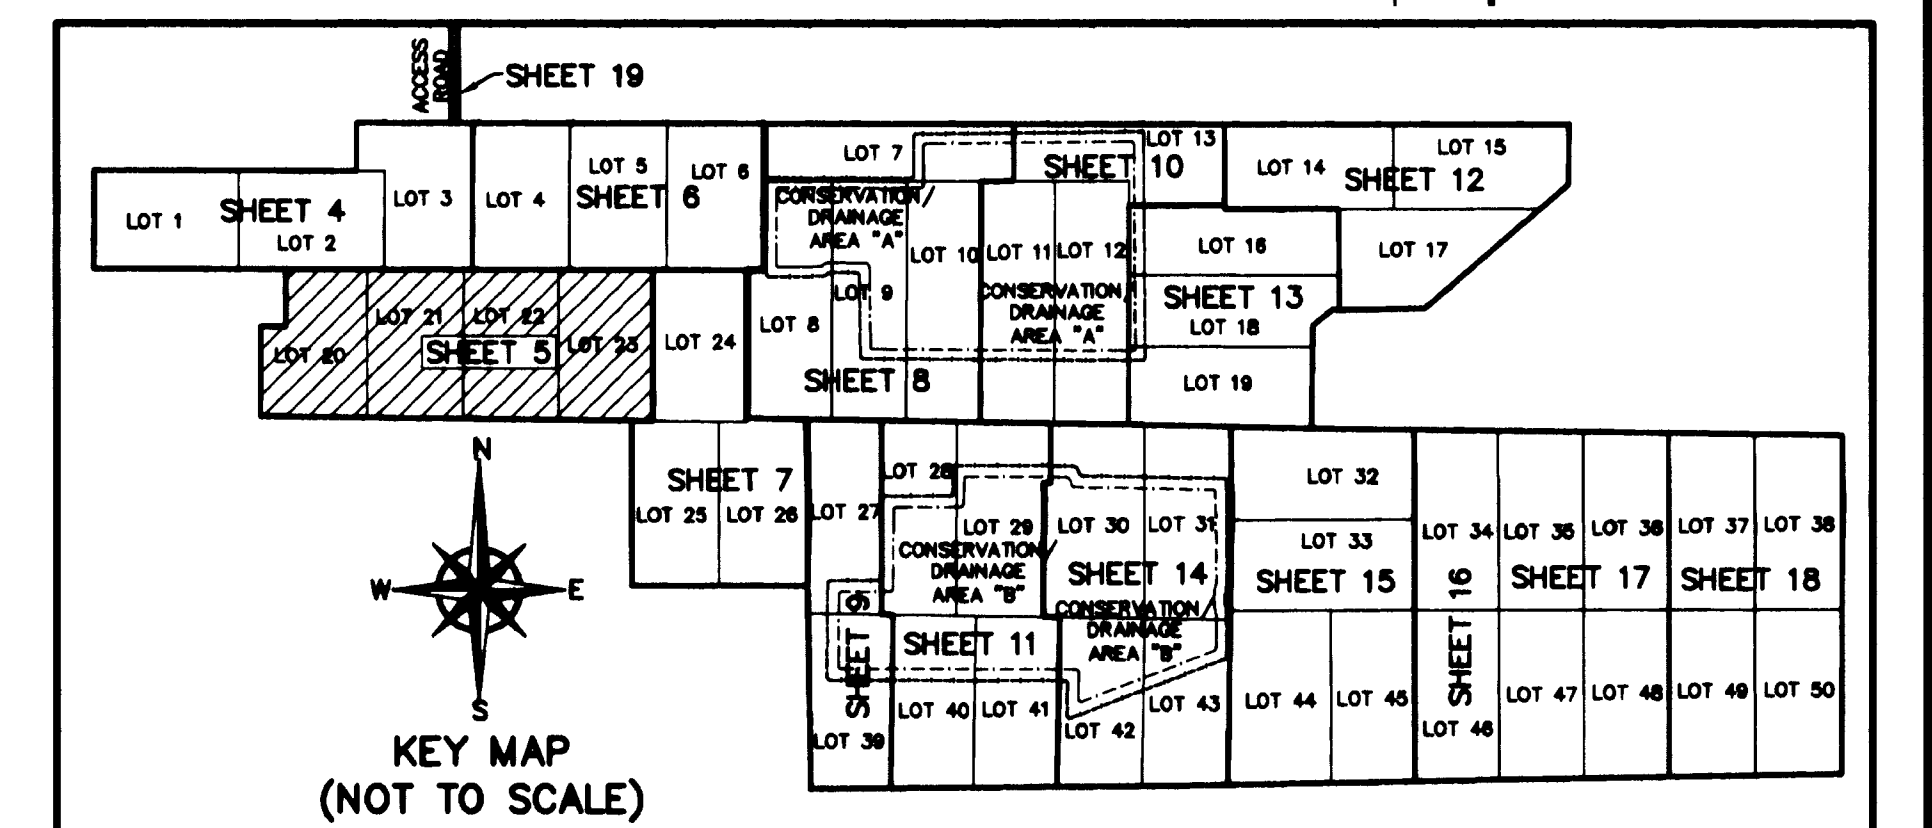 ACCESS
ROAD
SHEET 19
LOT 1
SHEET 4
LOT 2
LOT 3
LOT 4
LOT 5
SHEET 6
LOT 6
LOT 7
SHEET 10
LOT 13
LOT 14
SHEET 12
LOT 15
CONSERVATION/
DRAINAGE
AREA "A"
LOT 8
LOT 9
LOT 10
SHEET 8
LOT 11
LOT 12
CONSERVATION/
DRAINAGE
AREA "A"
LOT 16
LOT 17
SHEET 13
LOT 18
LOT 19
LOT 20
LOT 21
LOT 22
SHEET 5
LOT 23
LOT 24
SHEET 7
LOT 25
LOT 26
LOT 27
LOT 28
LOT 29
CONSERVATION/
DRAINAGE
AREA "B"
LOT 30
LOT 31
SHEET 14
CONSERVATION/
DRAINAGE
AREA "B"
LOT 32
LOT 33
SHEET 15
LOT 34
LOT 35
LOT 36
SHEET 17
LOT 37
LOT 38
SHEET 18
SHEET 16
SHEET 9
SHEET 11
LOT 39
LOT 40
LOT 41
LOT 42
LOT 43
LOT 44
LOT 45
LOT 46
LOT 47
LOT 48
LOT 49
LOT 50
N
W
E
S
KEY MAP
(NOT TO SCALE)